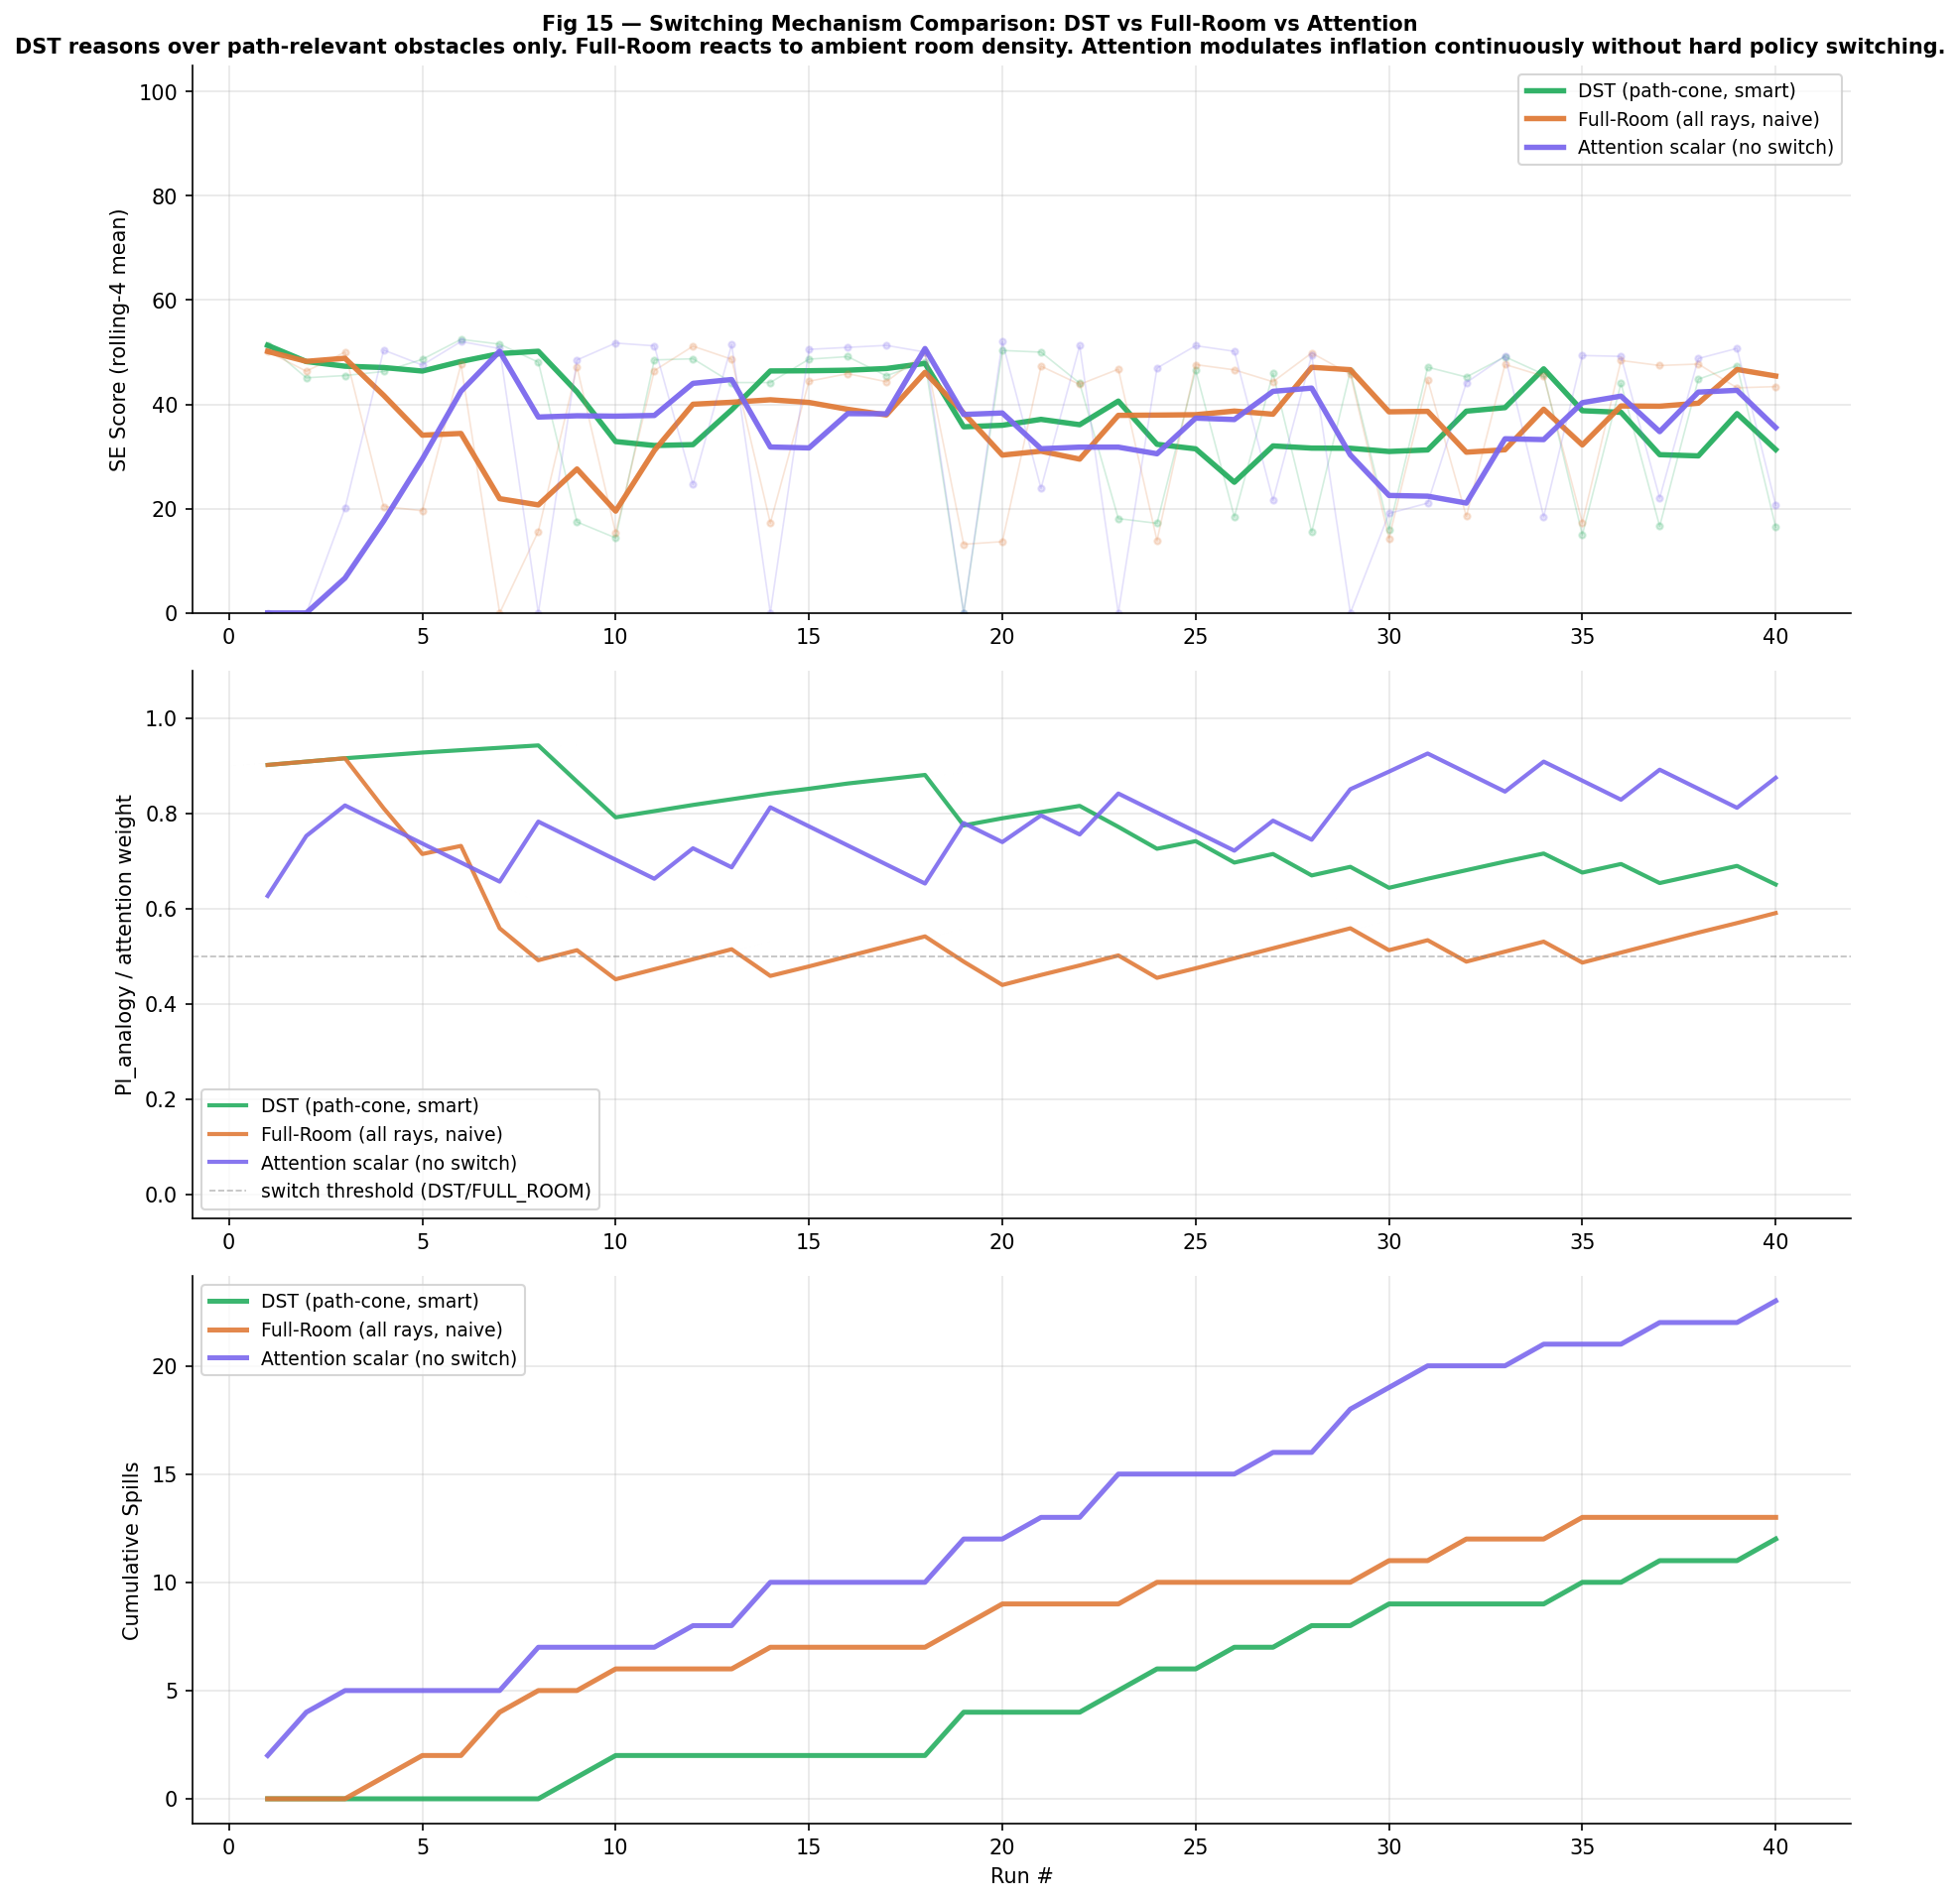 Fig 15 — Switching Mechanism Comparison: DST vs Full-Room vs Attention
DST reasons over path-relevant obstacles only. Full-Room reacts to ambient room density. Attention modulates inflation continuously without hard policy switching.
SE Score (rolling-4 mean)
100
80
60
40
20
0
DST (path-cone, smart)
Full-Room (all rays, naive)
Attention scalar (no switch)
0 5 10 15 20 25 30 35 40
PI_analogy / attention weight
1.0
0.8
0.6
0.4
0.2
0.0
DST (path-cone, smart)
Full-Room (all rays, naive)
Attention scalar (no switch)
switch threshold (DST/FULL_ROOM)
0 5 10 15 20 25 30 35 40
Cumulative Spills
20
15
10
5
0
DST (path-cone, smart)
Full-Room (all rays, naive)
Attention scalar (no switch)
0 5 10 15 20 25 30 35 40
Run #